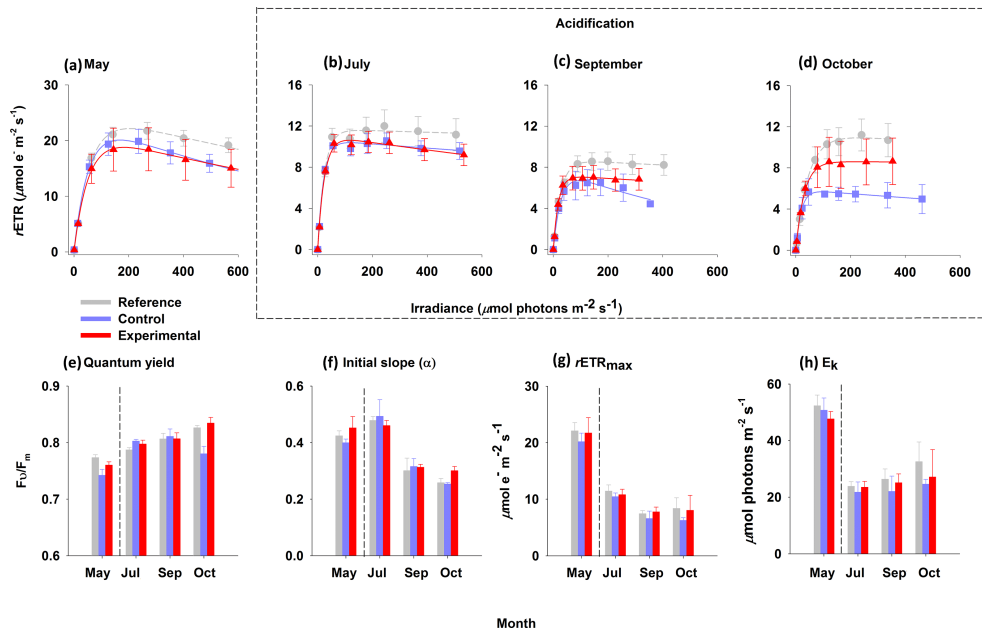 Acidification
(a) May
(b) July
(c) September
(d) October
rETR (μmol e⁻ m⁻² s⁻¹)
30
20
10
0
0 200 400 600
16
12
8
4
0
0 200 400 600
16
12
8
4
0
0 200 400 600
16
12
8
4
0
0 200 400 600
Irradiance (μmol photons m⁻² s⁻¹)
Reference
Control
Experimental
(e) Quantum yield
Fυ/Fm
0.9
0.8
0.7
0.6
May Jul Sep Oct
(f) Initial slope (α)
0.6
0.4
0.2
0.0
May Jul Sep Oct
(g) rETRmax
μmol e - m⁻² s⁻¹
30
20
10
0
May Jul Sep Oct
(h) Ek
μmol photons m⁻² s⁻¹
60
40
20
0
May Jul Sep Oct
Month